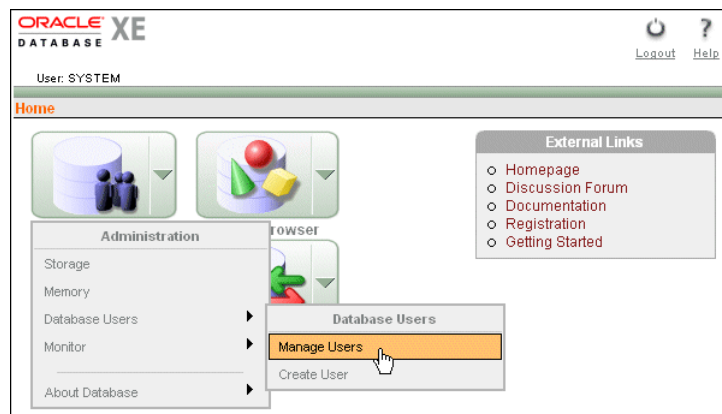 ORACLE
DATABASE XE
Logout
?
Help
User: SYSTEM
Home
External Links
Homepage
Discussion Forum
Documentation
Registration
Getting Started
rowser
Administration
Storage
Memory
Database Users
Monitor
About Database
Database Users
Manage Users
Create User